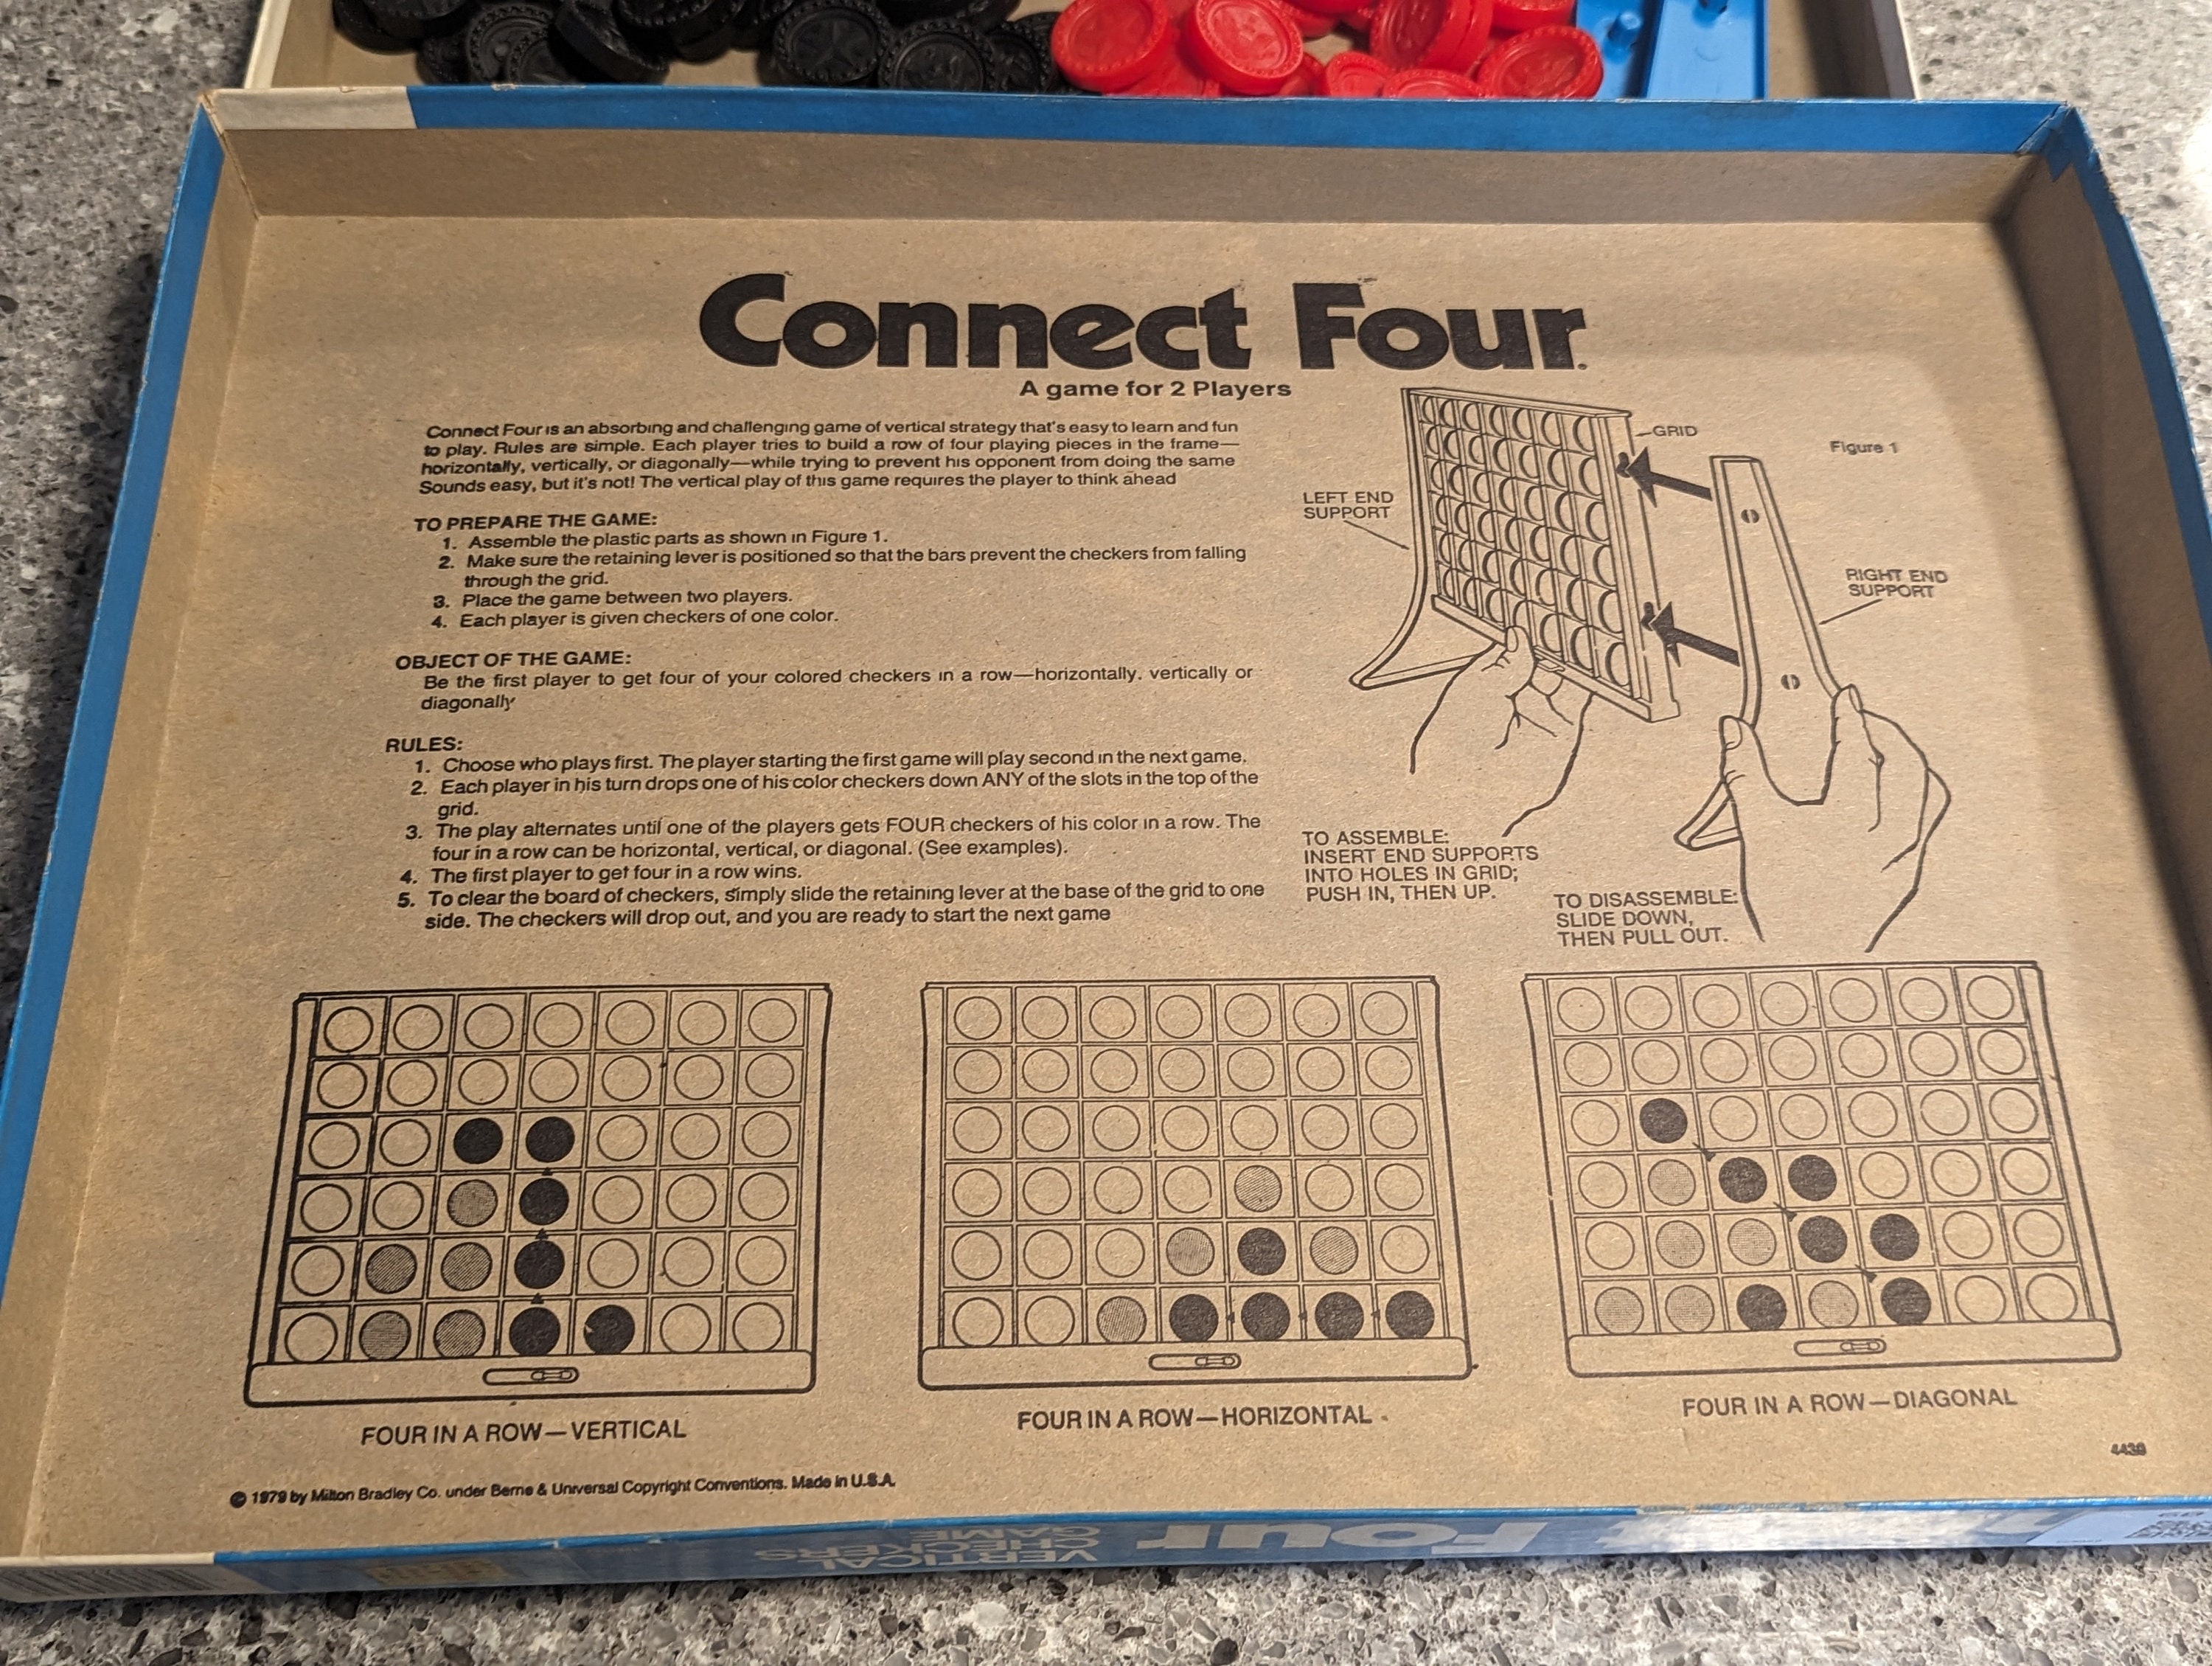 Connect Four.
A game for 2 Players
Connect Four is an absorbing and challenging game of vertical strategy that's easy to learn and fun
to play. Rules are simple. Each player tries to build a row of four playing pieces in the frame—
horizontally, vertically, or diagonally—while trying to prevent his opponent from doing the same
Sounds easy, but it's not! The vertical play of this game requires the player to think ahead
TO PREPARE THE GAME:
1. Assemble the plastic parts as shown in Figure 1.
2. Make sure the retaining lever is positioned so that the bars prevent the checkers from falling
through the grid.
3. Place the game between two players.
4. Each player is given checkers of one color.
OBJECT OF THE GAME:
Be the first player to get four of your colored checkers in a row—horizontally. vertically or
diagonally
RULES:
1. Choose who plays first. The player starting the first game will play second in the next game.
2. Each player in his turn drops one of his color checkers down ANY of the slots in the top of the
grid.
3. The play alternates until one of the players gets FOUR checkers of his color in a row. The
four in a row can be horizontal, vertical, or diagonal. (See examples).
4. The first player to get four in a row wins.
5. To clear the board of checkers, simply slide the retaining lever at the base of the grid to one
side. The checkers will drop out, and you are ready to start the next game
GRID
Figure 1
LEFT END
SUPPORT
RIGHT END
SUPPORT
TO ASSEMBLE:
INSERT END SUPPORTS
INTO HOLES IN GRID;
PUSH IN, THEN UP.
TO DISASSEMBLE:
SLIDE DOWN,
THEN PULL OUT.
FOUR IN A ROW—VERTICAL
FOUR IN A ROW—HORIZONTAL
FOUR IN A ROW—DIAGONAL
© 1979 by Milton Bradley Co. under Berne & Universal Copyright Conventions. Made in U.S.A.
Four
VERTICAL
CHECKERS
GAME